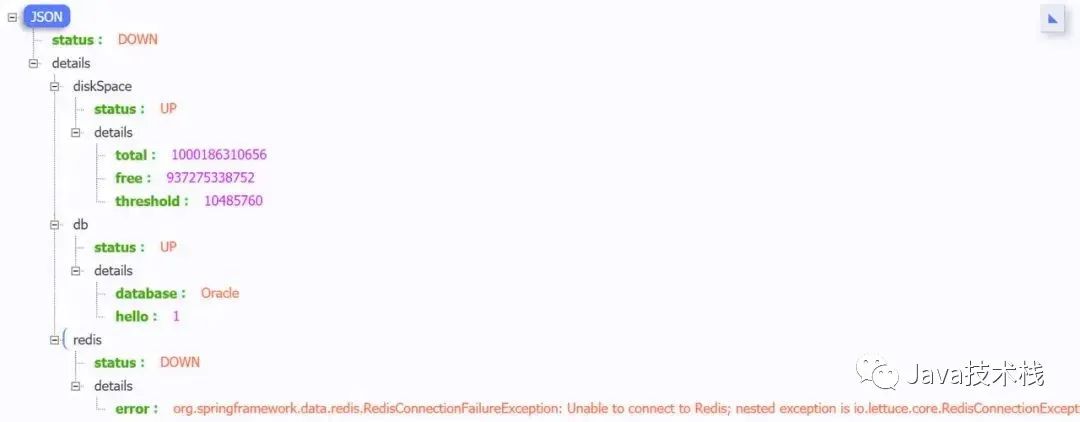 JSON
status : DOWN
details
diskSpace
status : UP
details
total : 1000186310656
free : 937275338752
threshold : 10485760
db
status : UP
details
database : Oracle
hello : 1
redis
status : DOWN
details
Java技术栈
error : org.springframework.data.redis.RedisConnectionFailureException: Unable to connect to Redis; nested exception is io.lettuce.core.RedisConnectionExcept